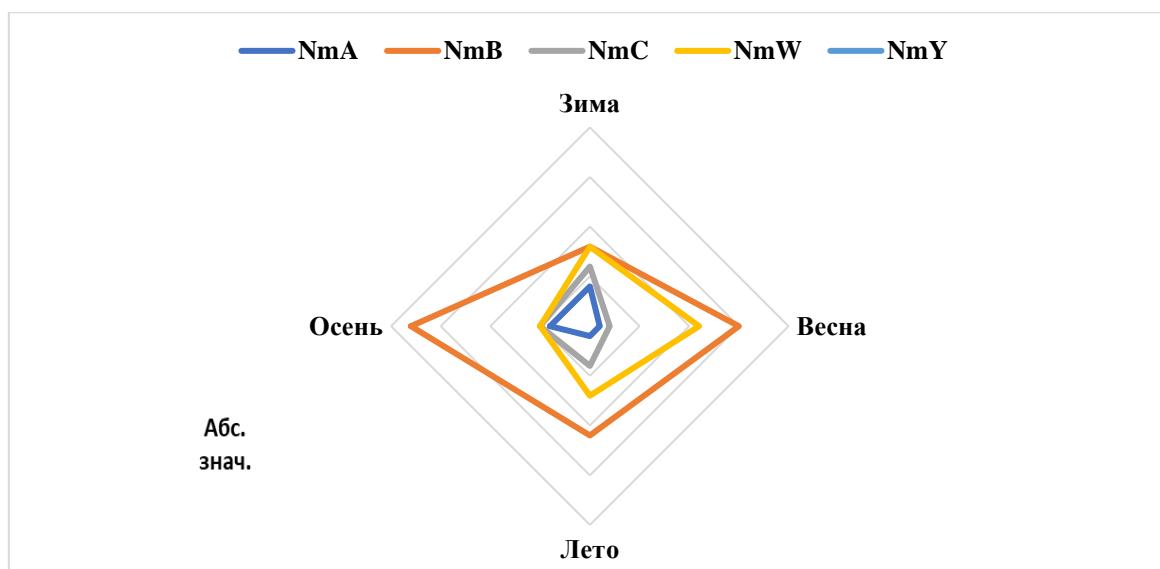 NmA NmB NmC NmW NmY
Зима
Осень Весна
Абс.
знач.
Лето